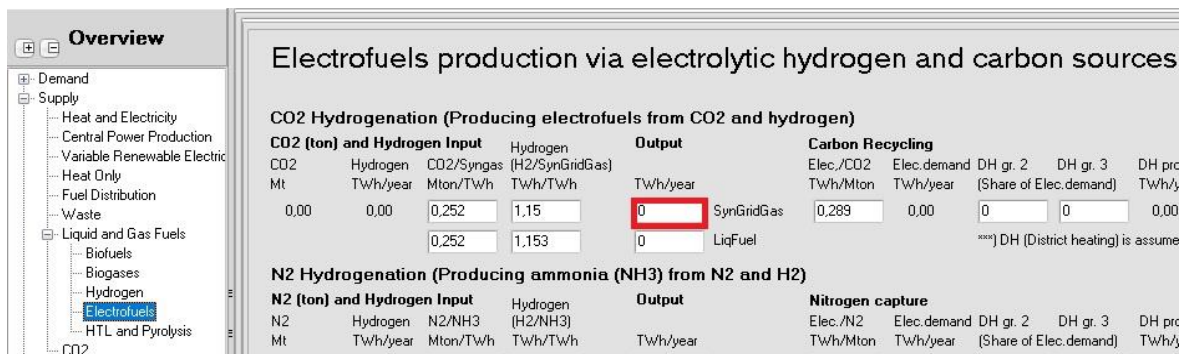 Overview
Demand
Supply
Heat and Electricity
Central Power Production
Variable Renewable Electric
Heat Only
Fuel Distribution
Waste
Liquid and Gas Fuels
Biofuels
Biogases
Hydrogen
Electrofuels
HTL and Pyrolysis
CO2
Electrofuels production via electrolytic hydrogen and carbon sources
CO2 Hydrogenation (Producing electrofuels from CO2 and hydrogen)
CO2 (ton) and Hydrogen Input Hydrogen Output Carbon Recycling
CO2 Hydrogen CO2/Syngas (H2/SynGridGas) Elec./CO2 Elec.demand DH gr. 2 DH gr. 3 DH pro
Mt TWh/year Mton/TWh TWh/TWh TWh/year TWh/Mton TWh/year (Share of Elec.demand) TWh/y
0,00 0,00 0,252 1,15 0 SynGridGas 0,289 0,00 0 0 0,00
0,252 1,153 0 LiqFuel ***) DH (District heating) is assume
N2 Hydrogenation (Producing ammonia (NH3) from N2 and H2)
N2 (ton) and Hydrogen Input Hydrogen Output Nitrogen capture
N2 Hydrogen N2/NH3 (H2/NH3) Elec./N2 Elec.demand DH gr. 2 DH gr. 3 DH pro
Mt TWh/year Mton/TWh TWh/TWh TWh/year TWh/Mton TWh/year (Share of Elec.demand) TWh/y